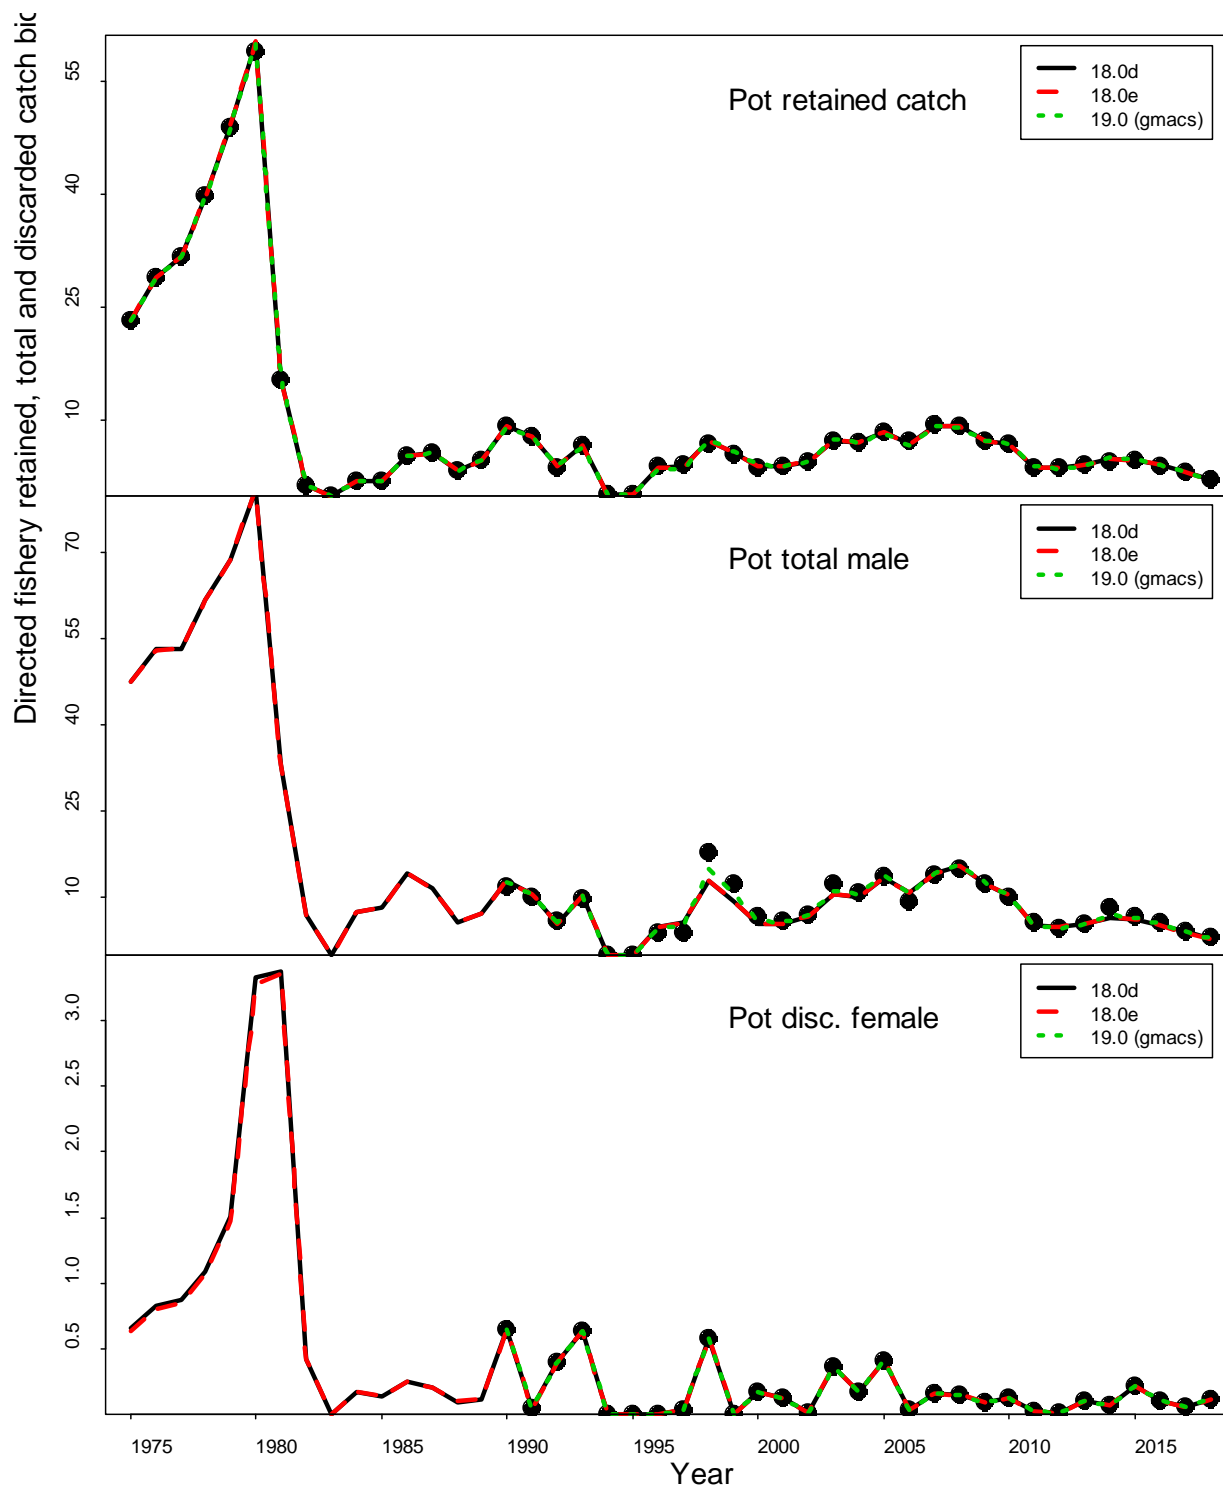 Directed fishery retained, total and discarded catch
55
40
25
10
Pot retained catch
18.0d
18.0e
19.0 (gmacs)
70
55
40
25
10
Pot total male
18.0d
18.0e
19.0 (gmacs)
3.0
2.5
2.0
1.5
1.0
0.5
Pot disc. female
18.0d
18.0e
19.0 (gmacs)
1975 1980 1985 1990 1995 2000 2005 2010 2015
Year